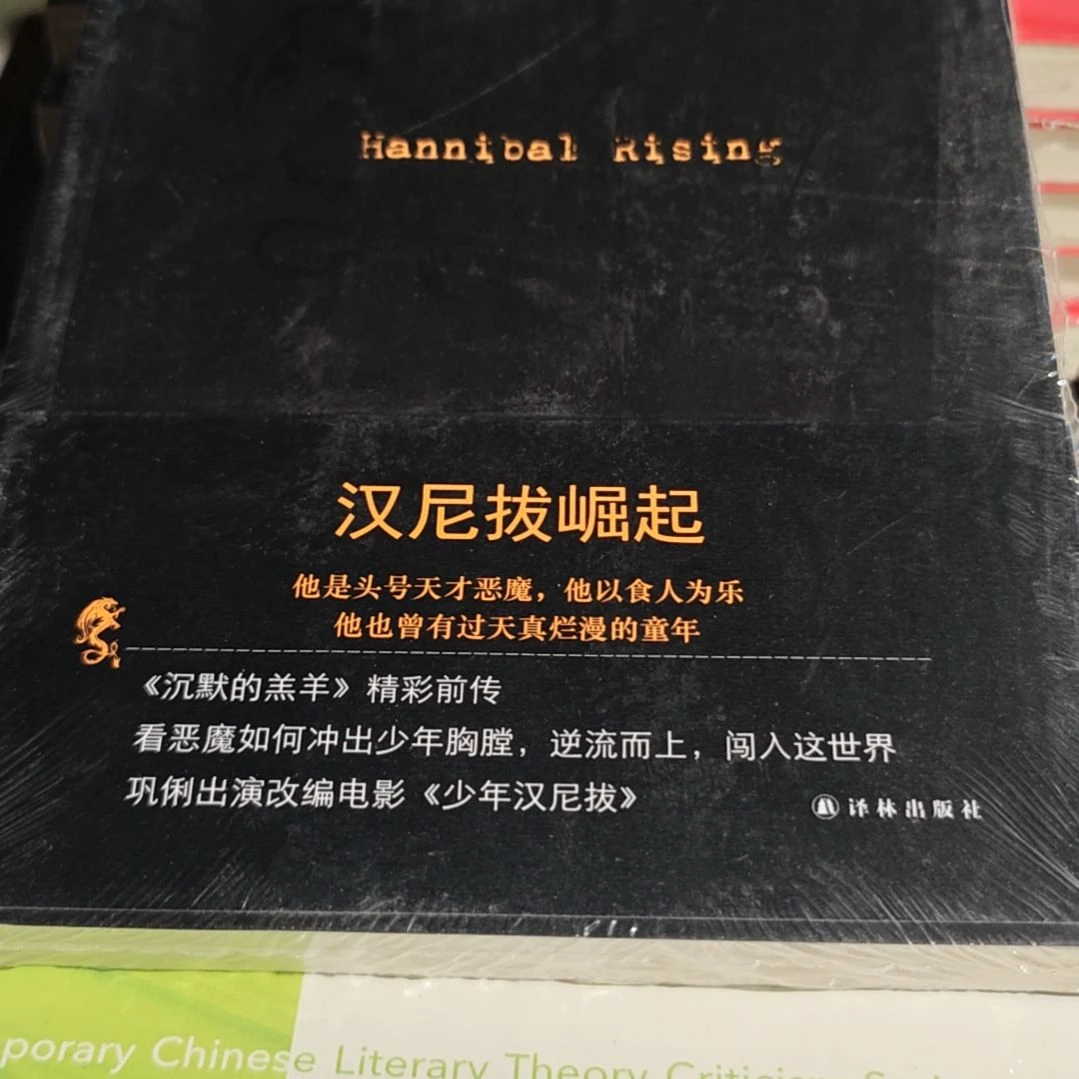 Hannibal Rising
汉尼拔崛起
他是头号天才恶魔，他以食人为乐
他也曾有过天真烂漫的童年
《沉默的羔羊》精彩前传
看恶魔如何冲出少年胸膛，逆流而上，闯入这世界
巩俐出演改编电影《少年汉尼拔》
译林出版社
porary Chinese Literary Theory Criticism